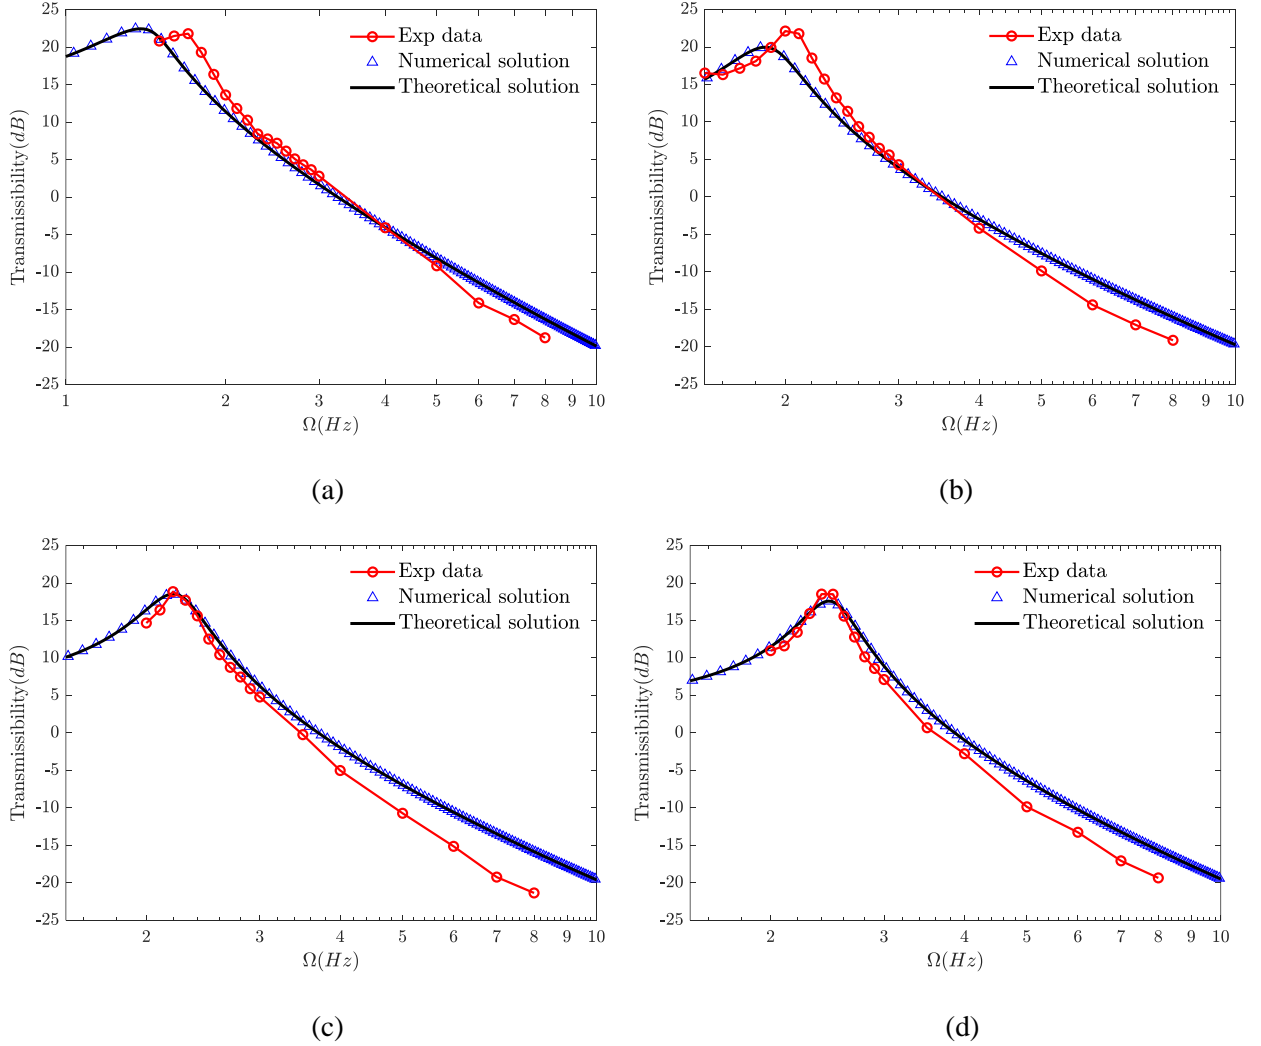 25
20
15
10
5
0
-5
-10
-15
-20
-25
Transmissibility(dB)
1 2 3 4 5 6 7 8 9 10
Ω(Hz)
Exp data
Numerical solution
Theoretical solution
(a)
25
20
15
10
5
0
-5
-10
-15
-20
-25
Transmissibility(dB)
2 3 4 5 6 7 8 9 10
Ω(Hz)
Exp data
Numerical solution
Theoretical solution
(b)
25
20
15
10
5
0
-5
-10
-15
-20
-25
Transmissibility(dB)
2 3 4 5 6 7 8 9 10
Ω(Hz)
Exp data
Numerical solution
Theoretical solution
(c)
25
20
15
10
5
0
-5
-10
-15
-20
-25
Transmissibility(dB)
2 3 4 5 6 7 8 9 10
Ω(Hz)
Exp data
Numerical solution
Theoretical solution
(d)